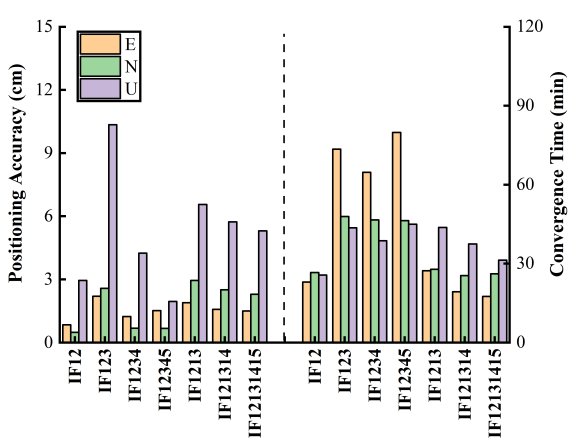 15
12
9
6
3
0
Positioning Accuracy (cm)
E
N
U
120
90
60
30
0
Convergence Time (min)
IF12
IF123
IF1234
IF12345
IF1213
IF121314
IF12131415
IF12
IF123
IF1234
IF12345
IF1213
IF121314
IF12131415